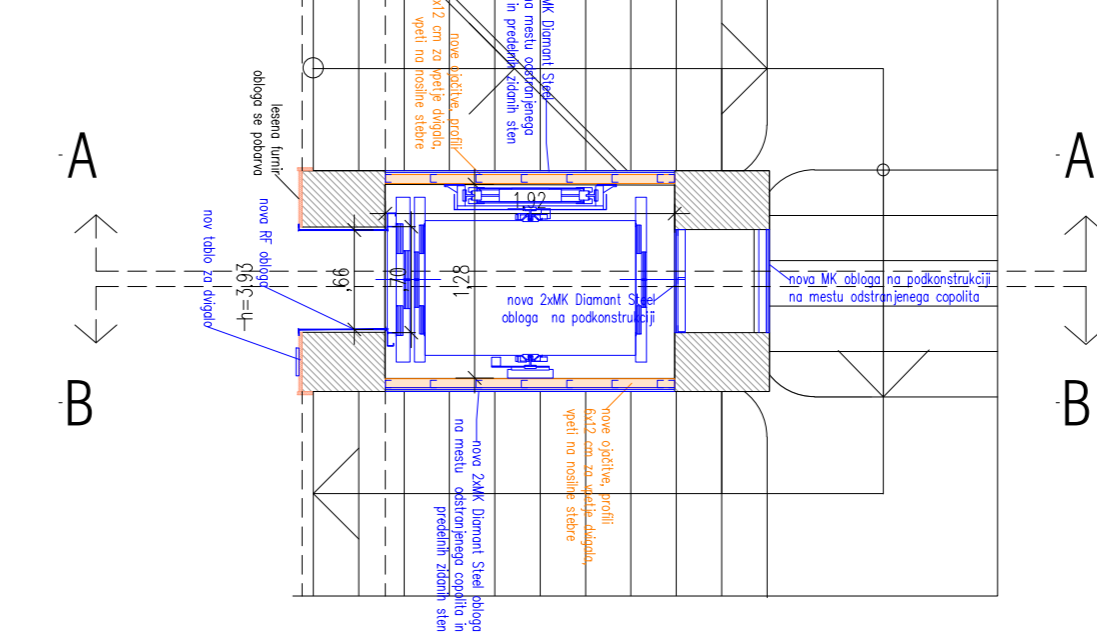 MK Diamant Steel
na mestu odstranjenega
in predelnih zidanih sten
nove ojačitve, profili
x12 cm za vpetje dvigala,
vpeti na nosilne stebre
lesena furnir
obloga se pobarva
A
A
nova RF obloga
nov tablo za dvigalo
h=3,93
,66
,70
1,28
1,92
nova 2xMK Diamant Steel
obloga na podkonstrukciji
nova MK obloga na podkonstrukciji
na mestu odstranjenega copolita
B
B
nova 2xMK Diamant Steel obloga
na mestu odstranjenega copolita in
predelnih zidanih sten
nove ojačitve, profili
6x12 cm za vpetje dvigala,
vpeti na nosilne stebre